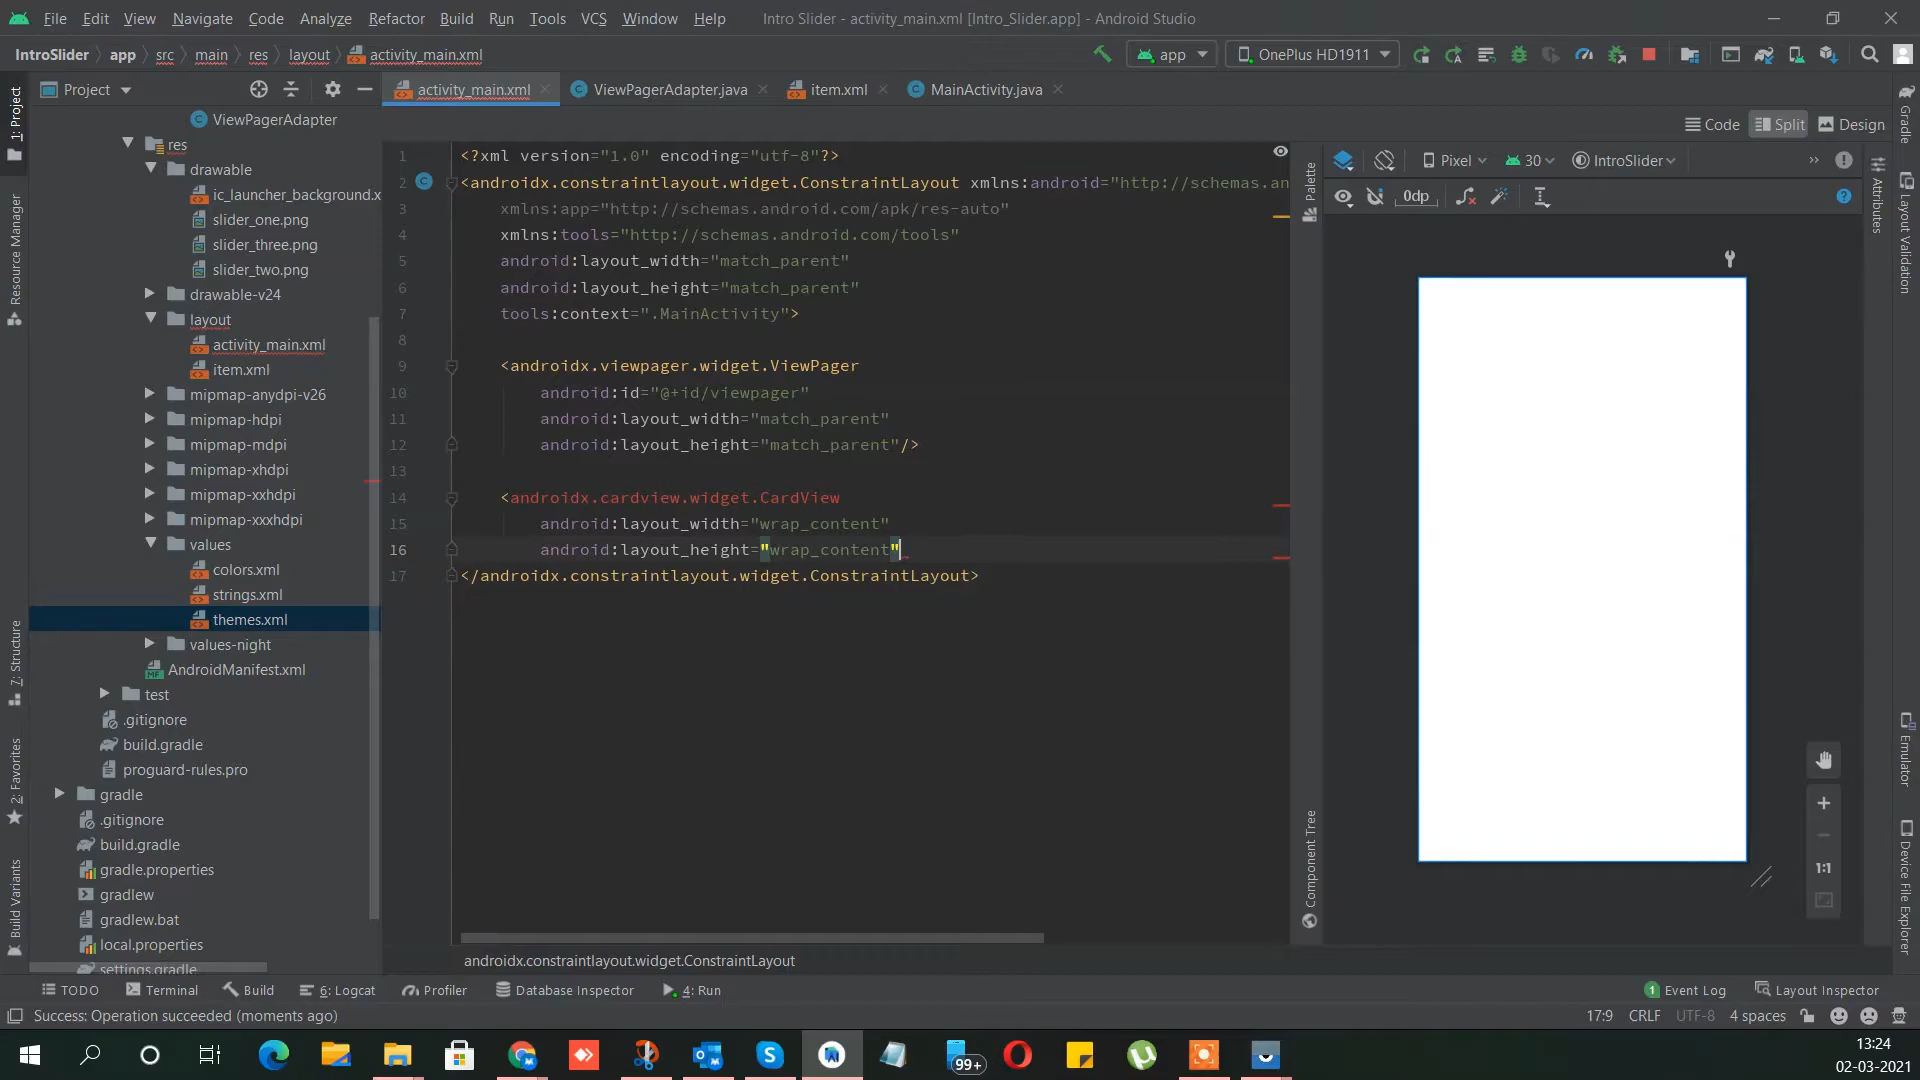 File Edit View Navigate Code Analyze Refactor Build Run Tools VCS Window Help Intro Slider - activity_main.xml [Intro_Slider.app] - Android Studio
IntroSlider app src main res layout activity_main.xml app OnePlus HD1911
Project activity_main.xml ViewPagerAdapter.java item.xml MainActivity.java
Code Split Design
ViewPagerAdapter
res
drawable
ic_launcher_background.x
slider_one.png
slider_three.png
slider_two.png
drawable-v24
layout
activity_main.xml
item.xml
mipmap-anydpi-v26
mipmap-hdpi
mipmap-mdpi
mipmap-xhdpi
mipmap-xxhdpi
mipmap-xxxhdpi
values
colors.xml
strings.xml
themes.xml
values-night
AndroidManifest.xml
test
.gitignore
build.gradle
proguard-rules.pro
gradle
.gitignore
build.gradle
gradle.properties
gradlew
gradlew.bat
local.properties
settings.gradle
1: Project
Resource Manager
7: Structure
2: Favorites
Build Variants
1 <?xml version="1.0" encoding="utf-8"?>
2 <androidx.constraintlayout.widget.ConstraintLayout xmlns:android="http://schemas.an
3 xmlns:app="http://schemas.android.com/apk/res-auto"
4 xmlns:tools="http://schemas.android.com/tools"
5 android:layout_width="match_parent"
6 android:layout_height="match_parent"
7 tools:context=".MainActivity">
8
9 <androidx.viewpager.widget.ViewPager
10 android:id="@+id/viewpager"
11 android:layout_width="match_parent"
12 android:layout_height="match_parent"/>
13
14 <androidx.cardview.widget.CardView
15 android:layout_width="wrap_content"
16 android:layout_height="wrap_content"
17 </androidx.constraintlayout.widget.ConstraintLayout>
androidx.constraintlayout.widget.ConstraintLayout
Palette
Component Tree
Pixel 30 IntroSlider
0dp
1:1
Gradle
Attributes
Layout Validation
Emulator
Device File Explorer
TODO Terminal Build 6: Logcat Profiler Database Inspector 4: Run 1 Event Log Layout Inspector
Success: Operation succeeded (moments ago) 17:9 CRLF UTF-8 4 spaces
99+
13:24
02-03-2021